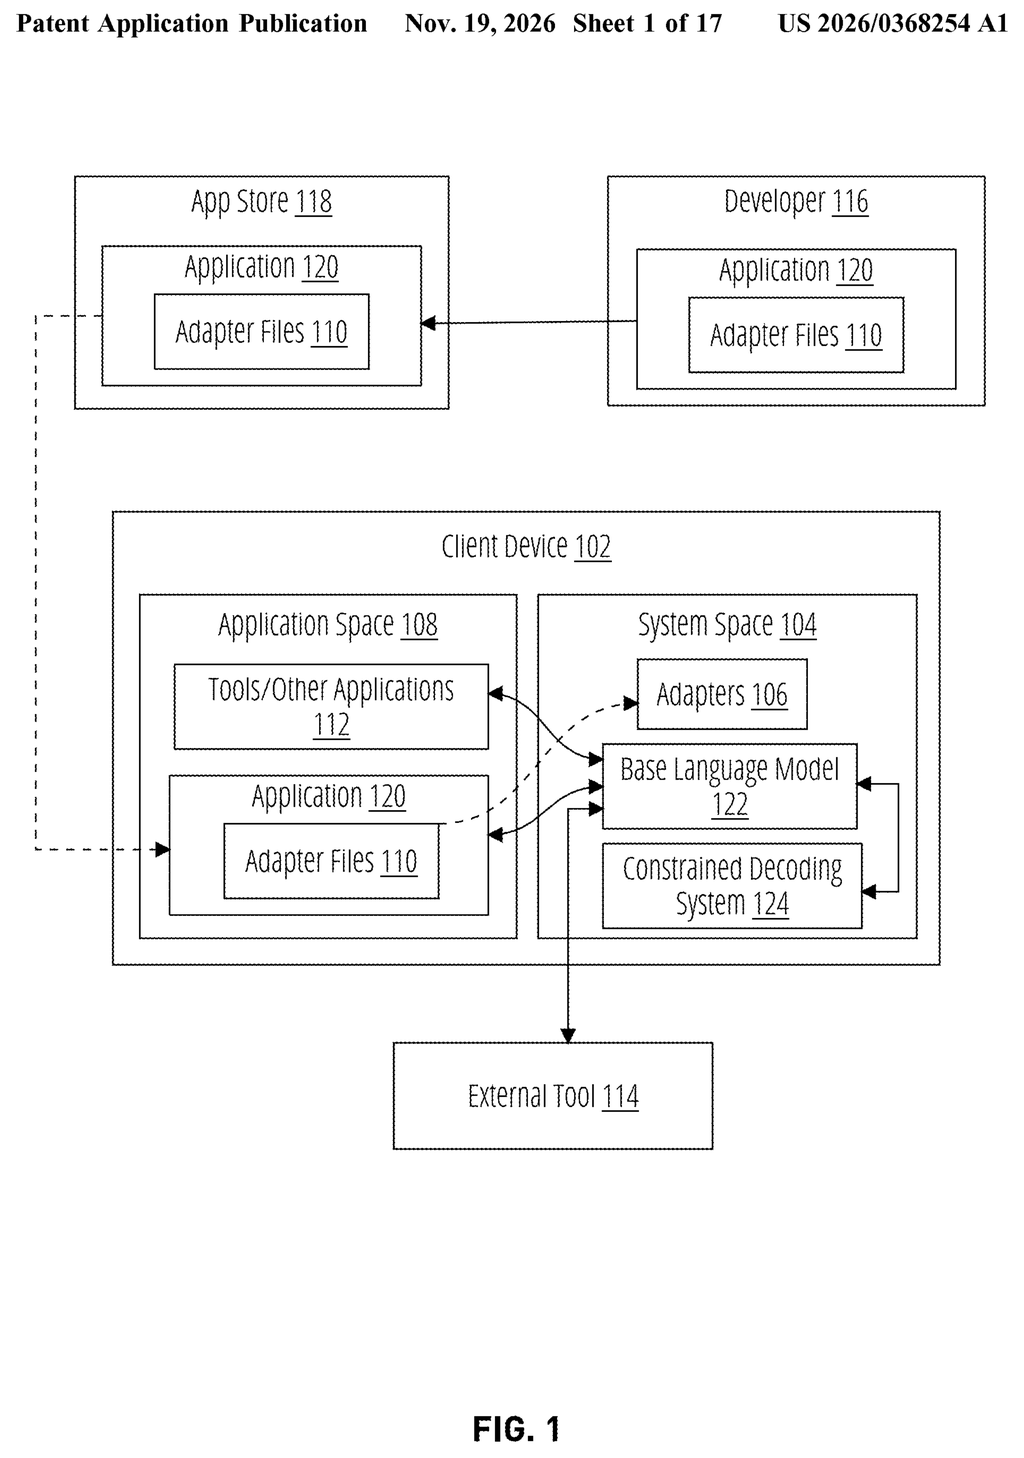 Patent Application Publication Nov. 19, 2026 Sheet 1 of 17 US 2026/0368254 A1
App Store 118
Application 120
Adapter Files 110
Developer 116
Application 120
Adapter Files 110
Client Device 102
Application Space 108
Tools/Other Applications
112
Application 120
Adapter Files 110
System Space 104
Adapters 106
Base Language Model
122
Constrained Decoding
System 124
External Tool 114
FIG. 1